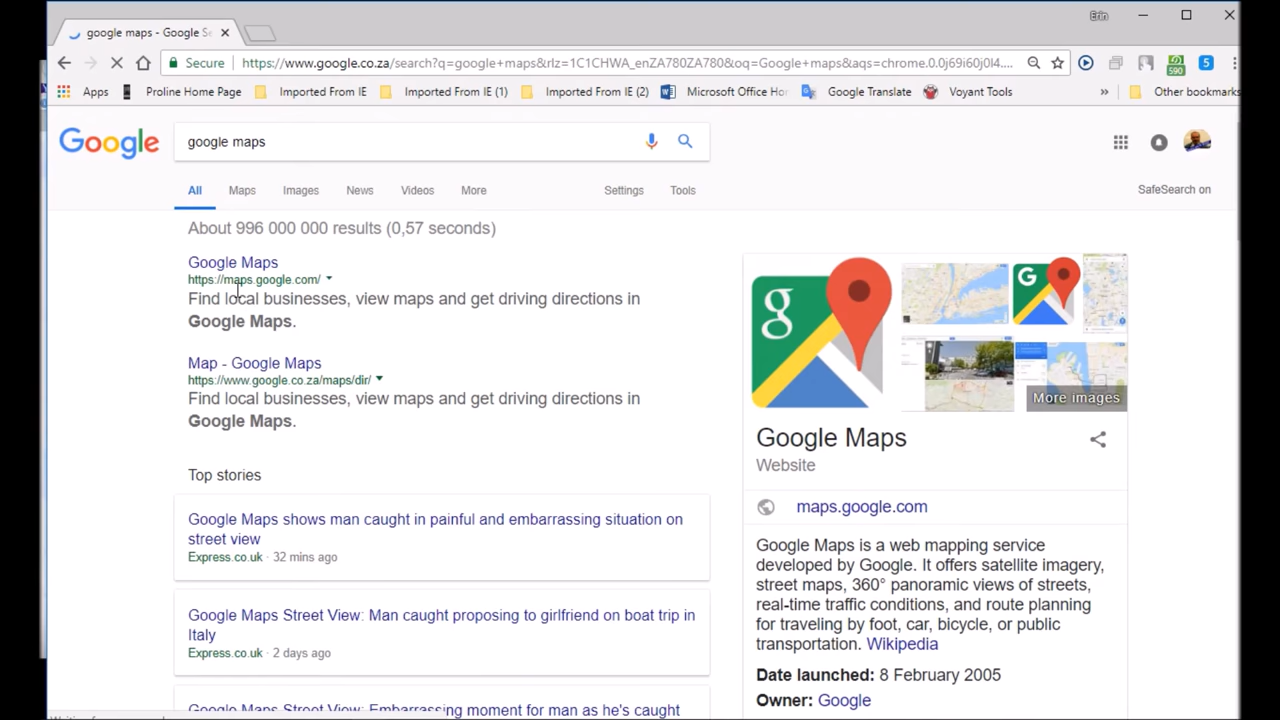 Erin
google maps - Google Se
Secure
https://www.google.co.za/search?q=google+maps&rlz=1C1CHWA_enZA780ZA780&oq=Google+maps&aqs=chrome.0.0j69i60j0l4....
590
5
Apps
Proline Home Page
Imported From IE
Imported From IE (1)
Imported From IE (2)
Microsoft Office Ho
Google Translate
Voyant Tools
»
Other bookmarks
Google
google maps
All
Maps
Images
News
Videos
More
Settings
Tools
SafeSearch on
About 996 000 000 results (0,57 seconds)
Google Maps
https://maps.google.com/
Find local businesses, view maps and get driving directions in
Google Maps.
Map - Google Maps
https://www.google.co.za/maps/dir/
Find local businesses, view maps and get driving directions in
Google Maps.
Top stories
Google Maps shows man caught in painful and embarrassing situation on
street view
Express.co.uk · 32 mins ago
Google Maps Street View: Man caught proposing to girlfriend on boat trip in
Italy
Express.co.uk · 2 days ago
Google Maps Street View: Embarrassing moment for man as he's caught
g
G
More images
Google Maps
Website
maps.google.com
Google Maps is a web mapping service
developed by Google. It offers satellite imagery,
street maps, 360° panoramic views of streets,
real-time traffic conditions, and route planning
for traveling by foot, car, bicycle, or public
transportation. Wikipedia
Date launched: 8 February 2005
Owner: Google